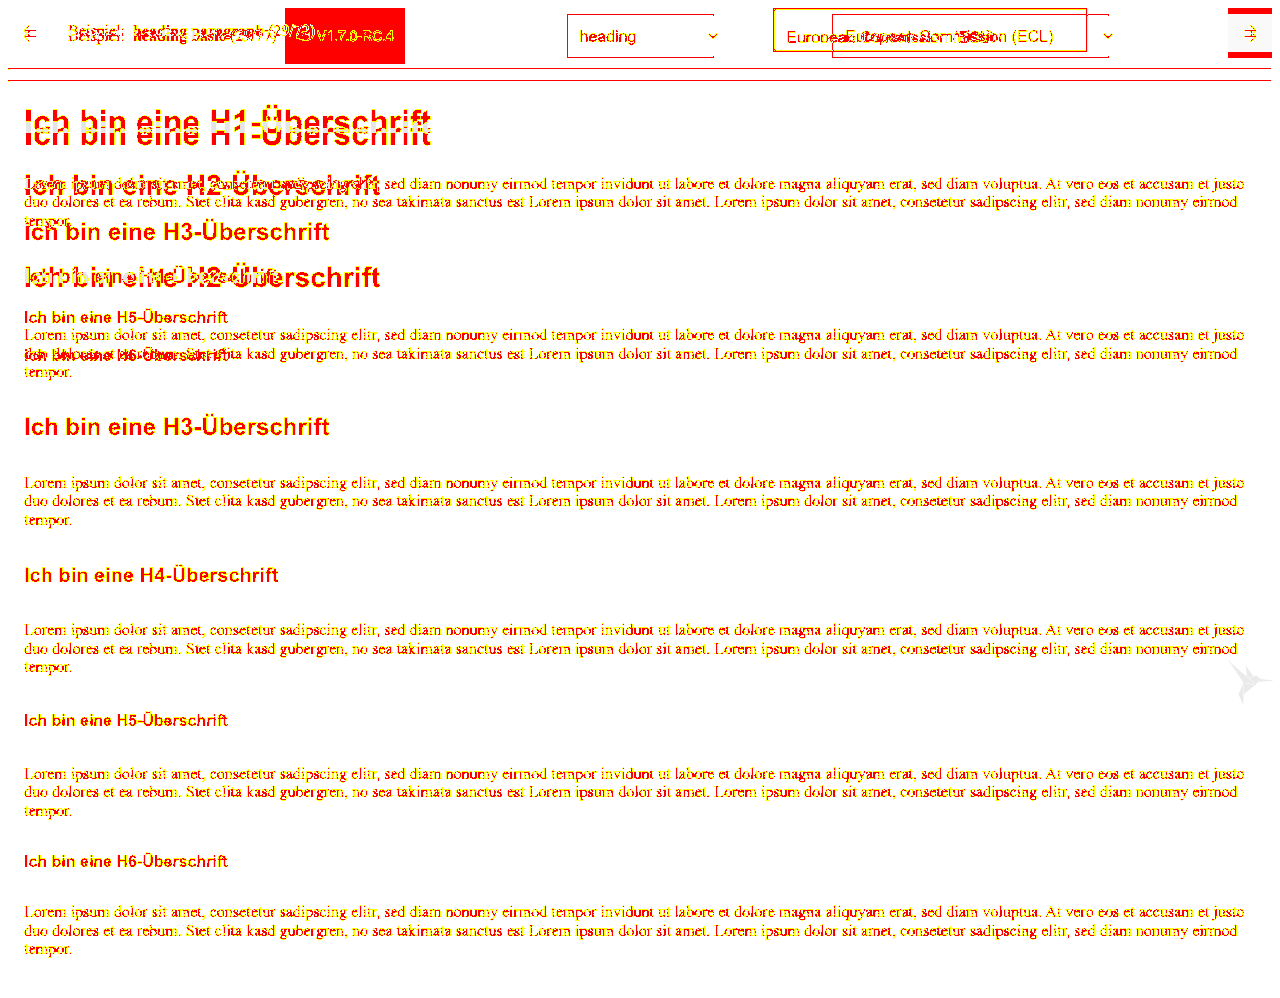 V1.7.0-RC.4
heading
European Commission (ECL)
Ich bin eine H1-Überschrift
Ich bin eine H1-Überschrift
Ich bin eine H2-Überschrift
sed diam nonumy eirmod tempor invidunt ut labore et dolore magna aliquyam erat, sed diam voluptua. At vero eos et accusam et justo
duo dolores et ea rebum. Stet clita kasd gubergren, no sea takimata sanctus est Lorem ipsum dolor sit amet. Lorem ipsum dolor sit amet, consetetur sadipscing elitr, sed diam nonumy eirmod
tempor.
Ich bin eine H3-Überschrift
Ich bin eine H2-Überschrift
Ich bin eine H5-Überschrift
Lorem ipsum dolor sit amet, consetetur sadipscing elitr, sed diam nonumy eirmod tempor invidunt ut labore et dolore magna aliquyam erat, sed diam voluptua. At vero eos et accusam et justo
Ich bin eine H6-Überschrift
kasd gubergren, no sea takimata sanctus est Lorem ipsum dolor sit amet. Lorem ipsum dolor sit amet, consetetur sadipscing elitr, sed diam nonumy eirmod
tempor.
Ich bin eine H3-Überschrift
Lorem ipsum dolor sit amet, consetetur sadipscing elitr, sed diam nonumy eirmod tempor invidunt ut labore et dolore magna aliquyam erat, sed diam voluptua. At vero eos et accusam et justo
duo dolores et ea rebum. Stet clita kasd gubergren, no sea takimata sanctus est Lorem ipsum dolor sit amet. Lorem ipsum dolor sit amet, consetetur sadipscing elitr, sed diam nonumy eirmod
tempor.
Ich bin eine H4-Überschrift
Lorem ipsum dolor sit amet, consetetur sadipscing elitr, sed diam nonumy eirmod tempor invidunt ut labore et dolore magna aliquyam erat, sed diam voluptua. At vero eos et accusam et justo
duo dolores et ea rebum. Stet clita kasd gubergren, no sea takimata sanctus est Lorem ipsum dolor sit amet. Lorem ipsum dolor sit amet, consetetur sadipscing elitr, sed diam nonumy eirmod
tempor.
Ich bin eine H5-Überschrift
Lorem ipsum dolor sit amet, consetetur sadipscing elitr, sed diam nonumy eirmod tempor invidunt ut labore et dolore magna aliquyam erat, sed diam voluptua. At vero eos et accusam et justo
duo dolores et ea rebum. Stet clita kasd gubergren, no sea takimata sanctus est Lorem ipsum dolor sit amet. Lorem ipsum dolor sit amet, consetetur sadipscing elitr, sed diam nonumy eirmod
tempor.
Ich bin eine H6-Überschrift
Lorem ipsum dolor sit amet, consetetur sadipscing elitr, sed diam nonumy eirmod tempor invidunt ut labore et dolore magna aliquyam erat, sed diam voluptua. At vero eos et accusam et justo
duo dolores et ea rebum. Stet clita kasd gubergren, no sea takimata sanctus est Lorem ipsum dolor sit amet. Lorem ipsum dolor sit amet, consetetur sadipscing elitr, sed diam nonumy eirmod
tempor.